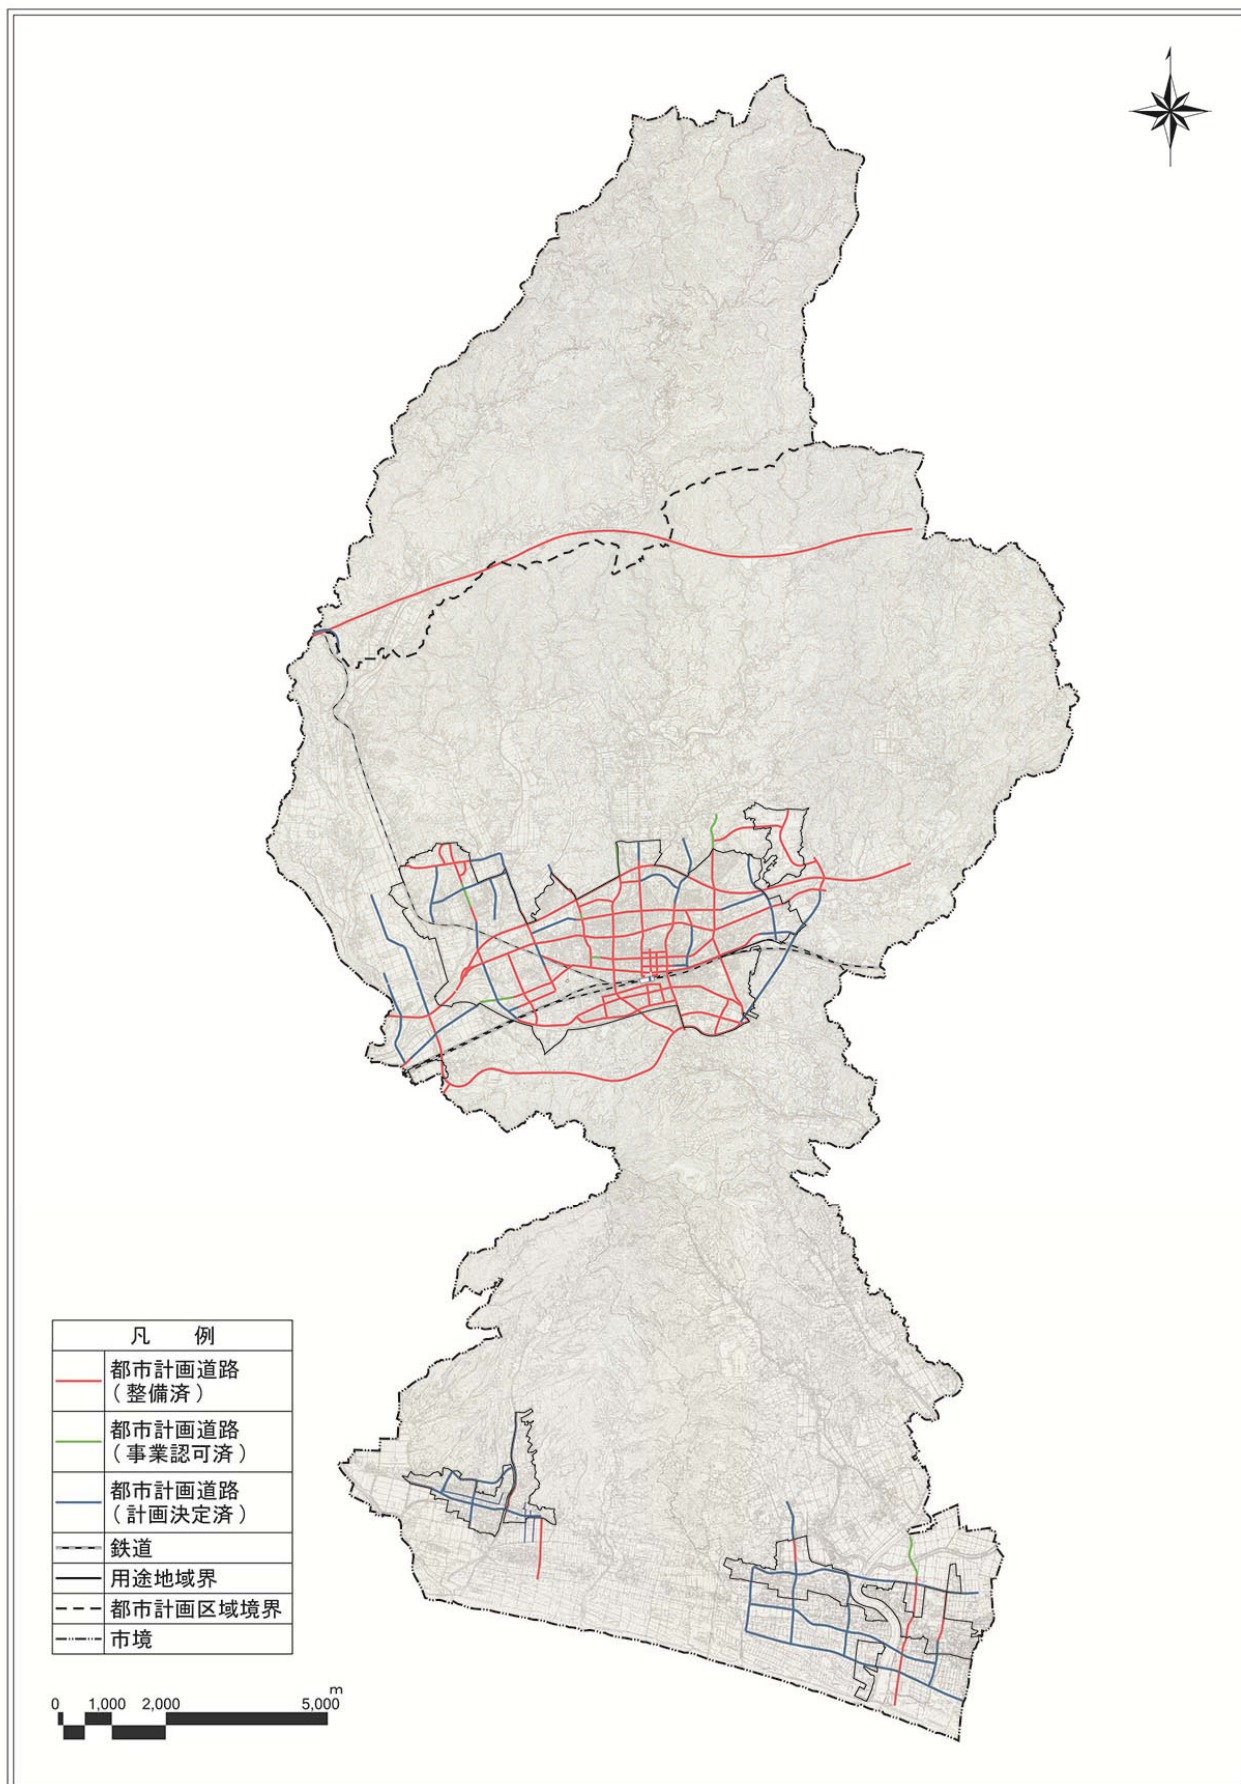 凡 例
都市計画道路
（整備済）
都市計画道路
（事業認可済）
都市計画道路
（計画決定済）
鉄道
用途地域界
都市計画区域境界
市境
0 1,000 2,000 5,000 m